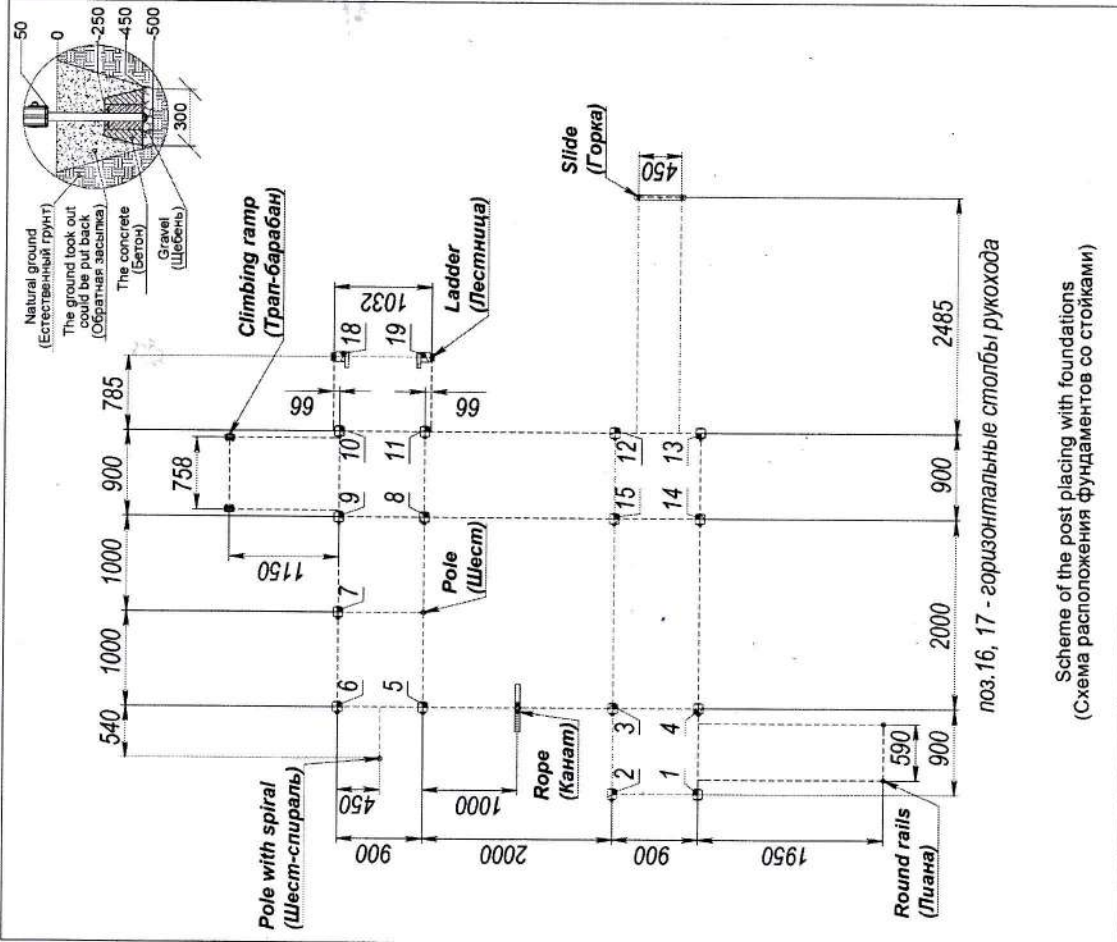 50
0
-250
-450
-500
300
Natural ground
(Естественный грунт)
The ground took out
could be put back
(Обратная засыпка)
The concrete
(Бетон)
Gravel
(Щебень)
Climbing ramp
(Трап-барабан)
540
1000
1000
900
785
758
1150
66
66
1032
18
19
Ladder
(Лестница)
Pole with spiral
(Шест-спираль)
6
7
9
10
5
8
11
Pole
(Шест)
450
900
1000
2000
Rope
(Канат)
Slide
(Горка)
450
2
3
15
12
1
4
14
13
900
1950
590
Round rails
(Лиана)
900
2000
900
2485
поз.16, 17 - горизонтальные столбы рукохода
Scheme of the post placing with foundations
(Схема расположения фундаментов со стойками)